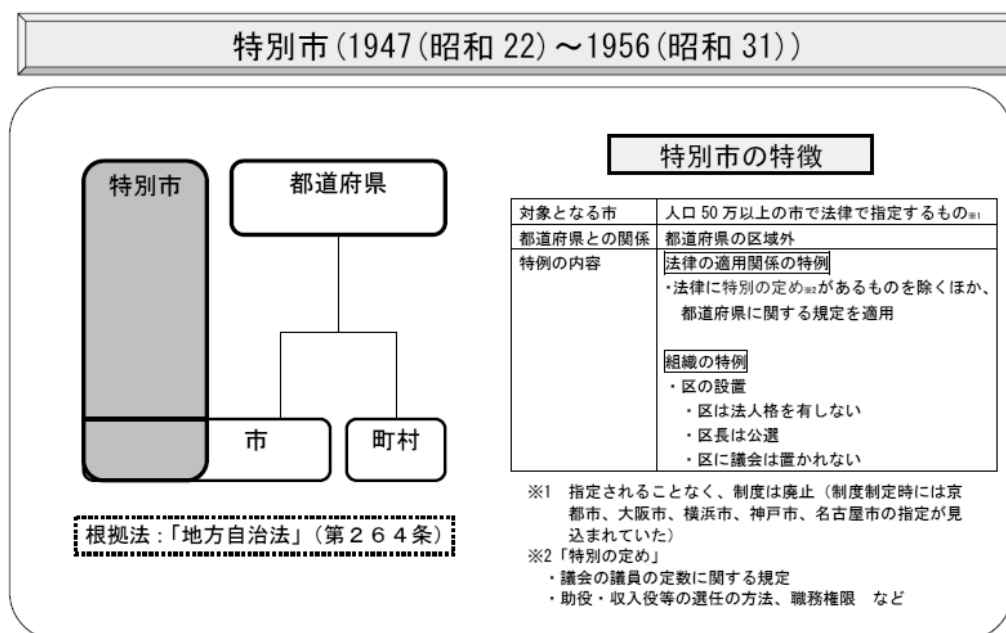 特別市(1947(昭和 22)～1956(昭和 31))
特別市
都道府県
市
町村
根拠法：「地方自治法」（第２６４条）
特別市の特徴
対象となる市 人口 50 万以上の市で法律で指定するもの※1
都道府県との関係 都道府県の区域外
特例の内容 法律の適用関係の特例
・法律に特別の定め※2があるものを除くほか、
都道府県に関する規定を適用
組織の特例
・区の設置
・区は法人格を有しない
・区長は公選
・区に議会は置かれない
※1 指定されることなく、制度は廃止（制度制定時には京
都市、大阪市、横浜市、神戸市、名古屋市の指定が見
込まれていた）
※2「特別の定め」
・議会の議員の定数に関する規定
・助役・収入役等の選任の方法、職務権限 など